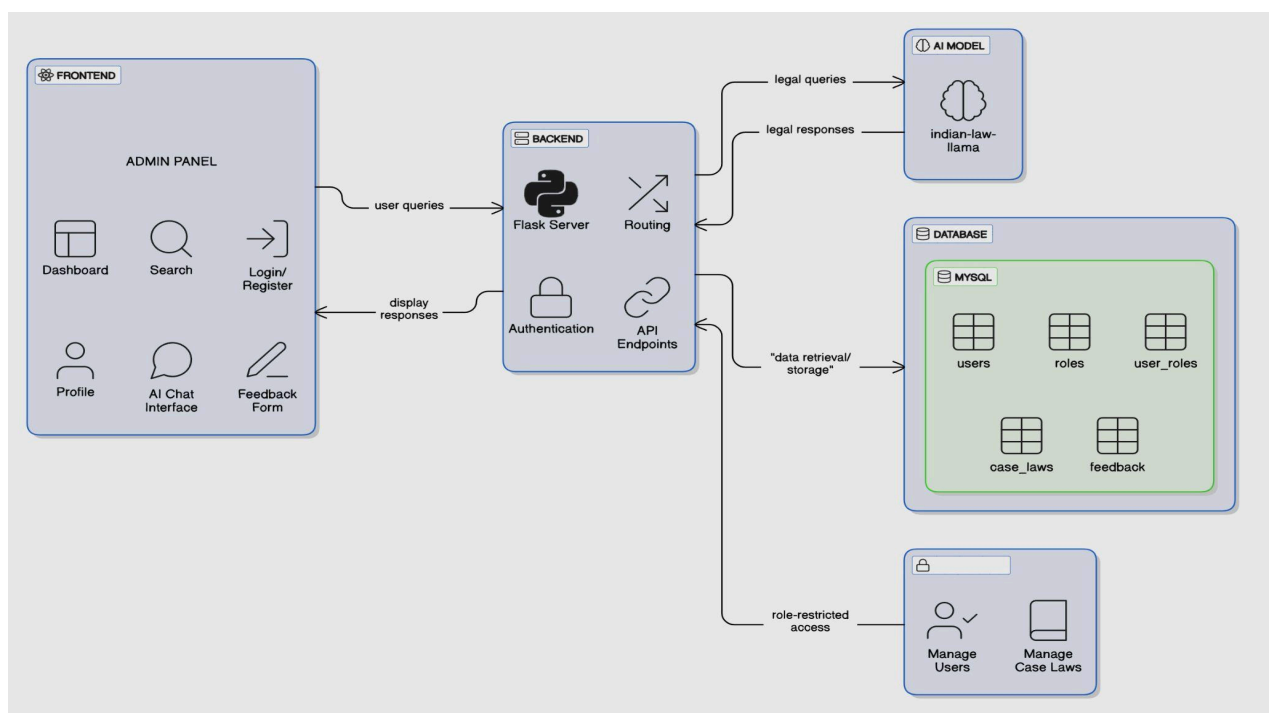 FRONTEND
ADMIN PANEL
Dashboard
Search
Login/
Register
Profile
AI Chat
Interface
Feedback
Form
user queries
display
responses
BACKEND
Flask Server
Routing
Authentication
API
Endpoints
legal queries
legal responses
"data retrieval/
storage"
role-restricted
access
AI MODEL
indian-law-
llama
DATABASE
MYSQL
users
roles
user_roles
case_laws
feedback
Manage
Users
Manage
Case Laws